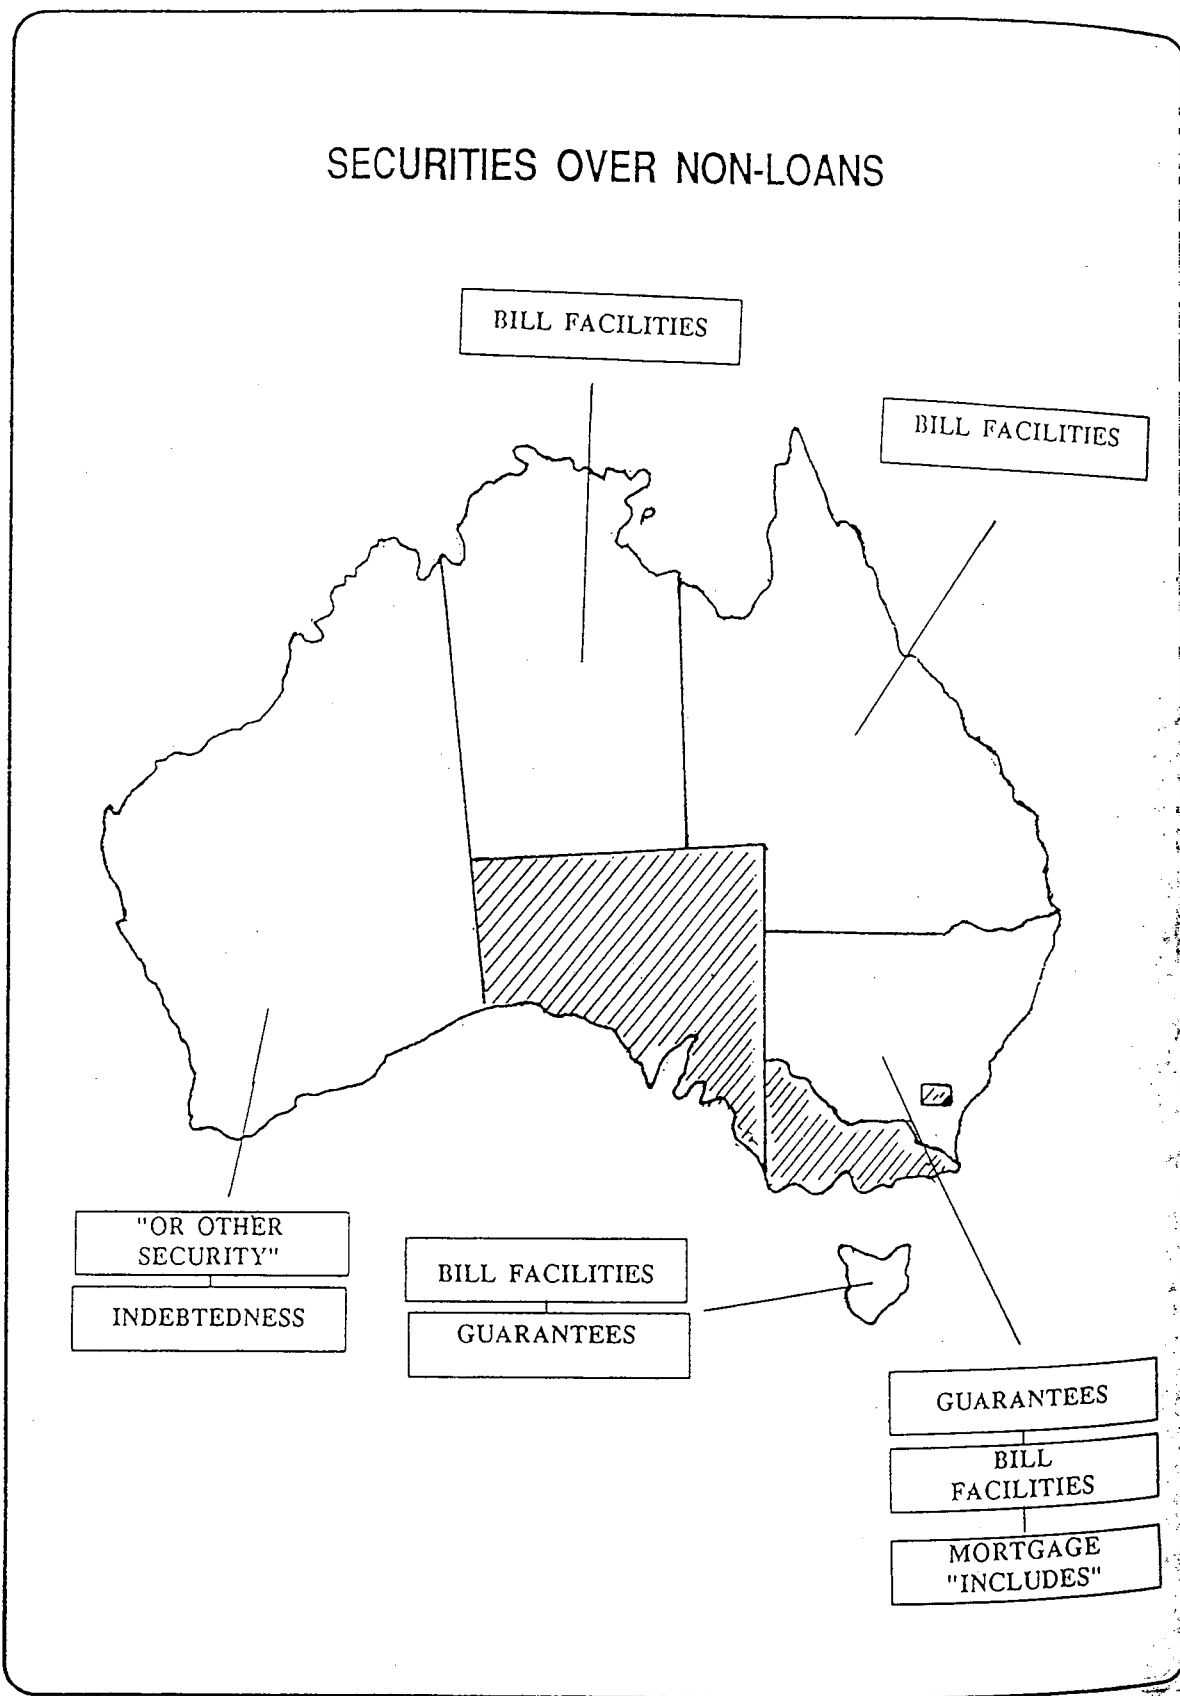 SECURITIES OVER NON-LOANS
BILL FACILITIES
BILL FACILITIES
P
"OR OTHER
SECURITY"
INDEBTEDNESS
BILL FACILITIES
GUARANTEES
GUARANTEES
BILL
FACILITIES
MORTGAGE
"INCLUDES"